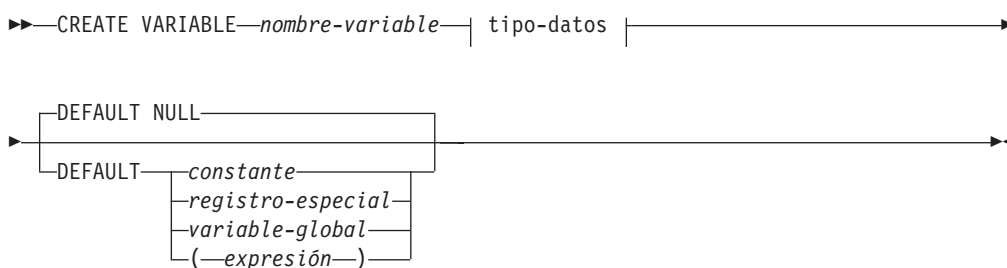 CREATE VARIABLE nombre-variable tipo-datos
DEFAULT NULL
DEFAULT constante
registro-especial
variable-global
( expresión )